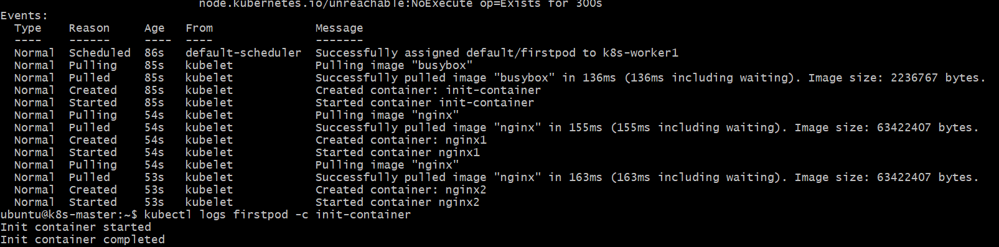 node.kubernetes.io/unreachable:NoExecute op=Exists for 300s
Events:
Type Reason Age From Message
---- ------ ---- ---- -------
Normal Scheduled 86s default-scheduler Successfully assigned default/firstpod to k8s-worker1
Normal Pulling 85s kubelet Pulling image "busybox"
Normal Pulled 85s kubelet Successfully pulled image "busybox" in 136ms (136ms including waiting). Image size: 2236767 bytes.
Normal Created 85s kubelet Created container: init-container
Normal Started 85s kubelet Started container init-container
Normal Pulling 54s kubelet Pulling image "nginx"
Normal Pulled 54s kubelet Successfully pulled image "nginx" in 155ms (155ms including waiting). Image size: 63422407 bytes.
Normal Created 54s kubelet Created container: nginx1
Normal Started 54s kubelet Started container nginx1
Normal Pulling 54s kubelet Pulling image "nginx"
Normal Pulled 53s kubelet Successfully pulled image "nginx" in 163ms (163ms including waiting). Image size: 63422407 bytes.
Normal Created 53s kubelet Created container: nginx2
Normal Started 53s kubelet Started container nginx2
ubuntu@k8s-master:~$ kubectl logs firstpod -c init-container
Init container started
Init container completed